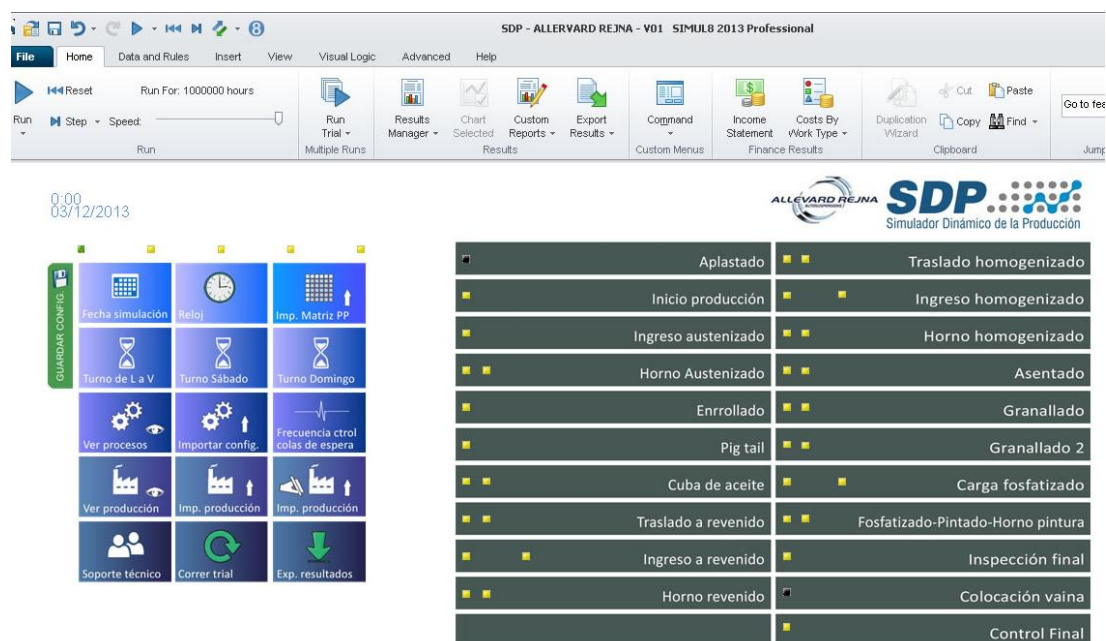 SDP - ALLERVARD REJNA - V01 SIMUL8 2013 Professional
File Home Data and Rules Insert View Visual Logic Advanced Help
Run
Reset
Run For: 1000000 hours
Step Speed:
Run
Run Trial
Multiple Runs
Results Manager
Chart Selected
Custom Reports
Export Results
Results
Command
Custom Menus
Income Statement
Costs By Work Type
Finance Results
Duplication Wizard
Cut
Copy
Paste
Find
Clipboard
Go to fea
Jump
0:00
03/12/2013
ALLEVARD REJNA
SDP
Simulador Dinámico de la Producción
GUARDAR CONFIG.
Fecha simulación
Reloj
Imp. Matriz PP
Turno de L a V
Turno Sábado
Turno Domingo
Ver procesos
Importar config.
Frecuencia ctrol
colas de espera
Ver producción
Imp. producción
Imp. producción
Soporte técnico
Correr trial
Exp. resultados
Aplastado
Inicio producción
Ingreso austenizado
Horno Austenizado
Enrrollado
Pig tail
Cuba de aceite
Traslado a revenido
Ingreso a revenido
Horno revenido
Traslado homogenizado
Ingreso homogenizado
Horno homogenizado
Asentado
Granallado
Granallado 2
Carga fosfatizado
Fosfatizado-Pintado-Horno pintura
Inspección final
Colocación vaina
Control Final